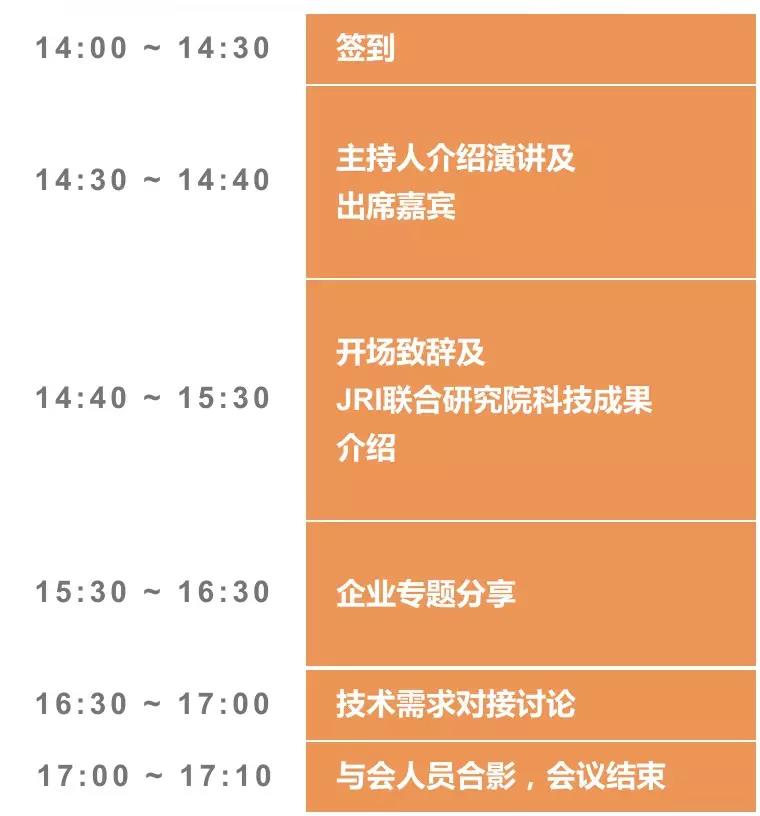 14:00 ~ 14:30 签到
14:30 ~ 14:40 主持人介绍演讲及
出席嘉宾
14:40 ~ 15:30 开场致辞及
JRI联合研究院科技成果
介绍
15:30 ~ 16:30 企业专题分享
16:30 ~ 17:00 技术需求对接讨论
17:00 ~ 17:10 与会人员合影，会议结束